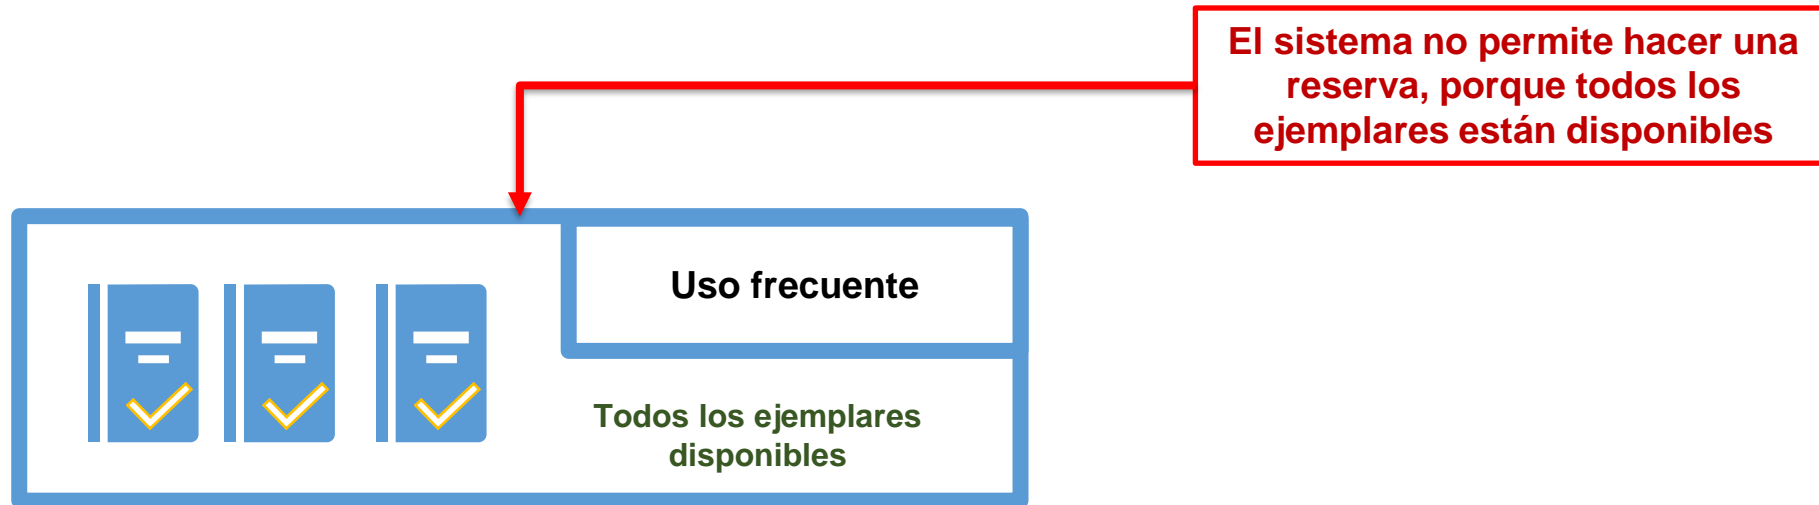 El sistema no permite hacer una
reserva, porque todos los
ejemplares están disponibles
Uso frecuente
Todos los ejemplares
disponibles